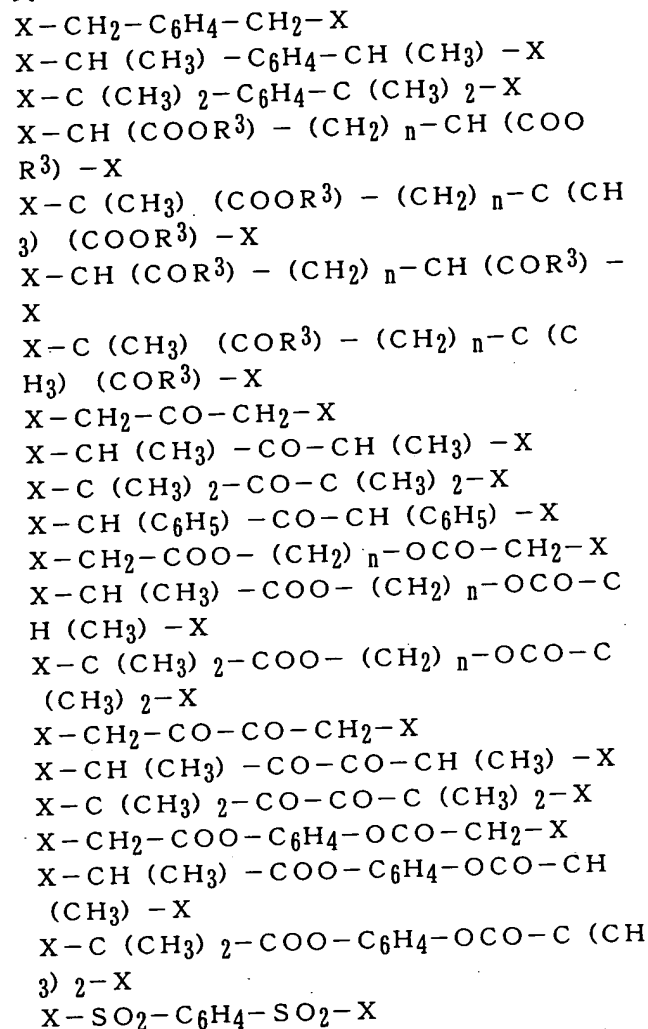 X−CH2−C6H4−CH2−X
X−CH (CH3) −C6H4−CH (CH3) −X
X−C (CH3) 2−C6H4−C (CH3) 2−X
X−CH (COOR3) − (CH2) n−CH (COO
R3) −X
X−C (CH3) (COOR3) − (CH2) n−C (CH
3) (COOR3) −X
X−CH (COR3) − (CH2) n−CH (COR3) −
X
X−C (CH3) (COR3) − (CH2) n−C (C
H3) (COR3) −X
X−CH2−CO−CH2−X
X−CH (CH3) −CO−CH (CH3) −X
X−C (CH3) 2−CO−C (CH3) 2−X
X−CH (C6H5) −CO−CH (C6H5) −X
X−CH2−COO− (CH2) n−OCO−CH2−X
X−CH (CH3) −COO− (CH2) n−OCO−C
H (CH3) −X
X−C (CH3) 2−COO− (CH2) n−OCO−C
(CH3) 2−X
X−CH2−CO−CO−CH2−X
X−CH (CH3) −CO−CO−CH (CH3) −X
X−C (CH3) 2−CO−CO−C (CH3) 2−X
X−CH2−COO−C6H4−OCO−CH2−X
X−CH (CH3) −COO−C6H4−OCO−CH
(CH3) −X
X−C (CH3) 2−COO−C6H4−OCO−C (CH
3) 2−X
X−SO2−C6H4−SO2−X